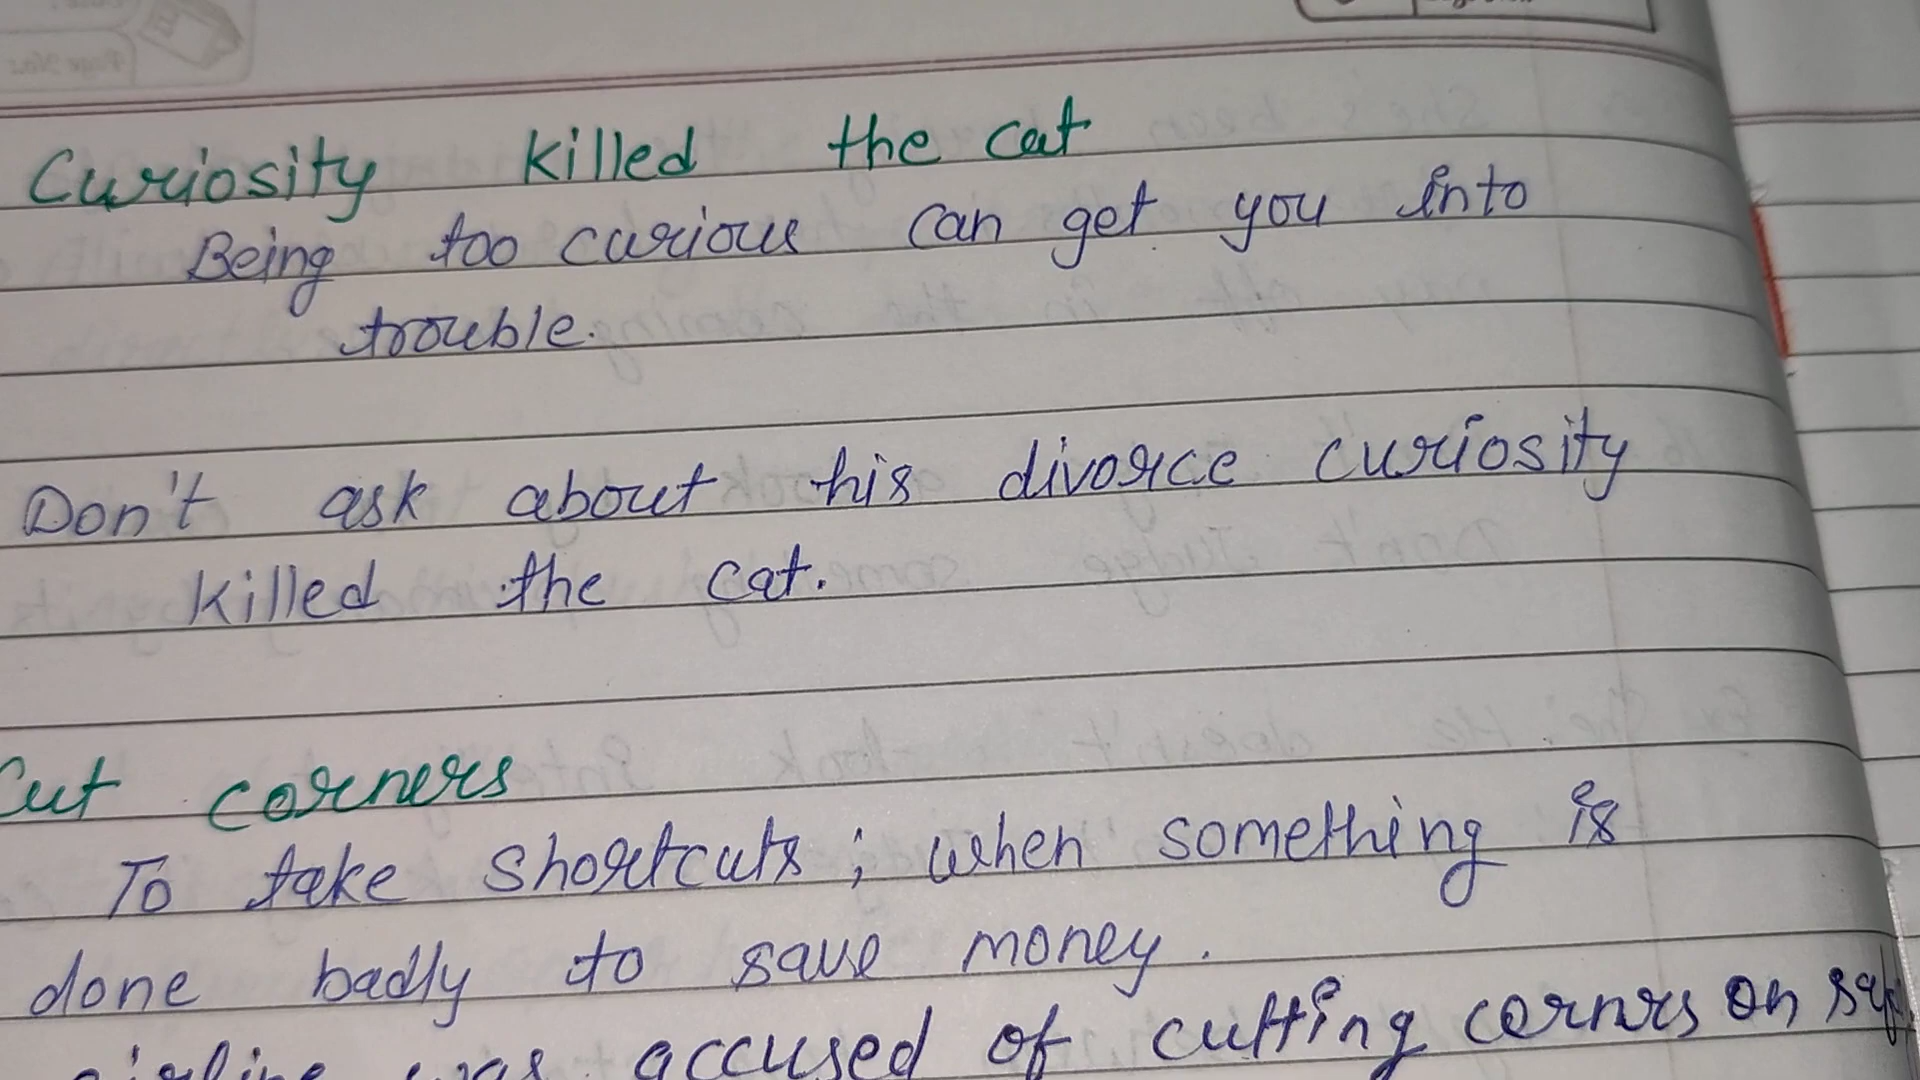 Curiosity killed the cat
Being too curious can get you into
trouble.
Don't ask about his divorce curiosity
killed the cat.
Cut corners
To take shortcuts; when something is
done badly to save money.
airline was accused of cutting corners on